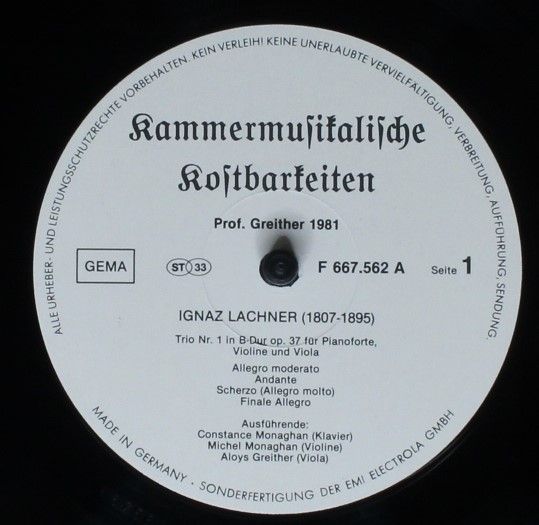 ALLE URHEBER- UND LEISTUNGSSCHUTZRECHTE VORBEHALTEN. KEIN VERLEIH! KEINE UNERLAUBTE VERVIELFÄLTIGUNG, VERBREITUNG, AUFFÜHRUNG, SENDUNG.
Kammermusikalische
Kostbarkeiten
Prof. Greither 1981
GEMA
ST 33
F 667.562 A
Seite 1
IGNAZ LACHNER (1807-1895)
Trio Nr. 1 in B-Dur op. 37 für Pianoforte,
Violine und Viola
Allegro moderato
Andante
Scherzo (Allegro molto)
Finale Allegro
Ausführende:
Constance Monaghan (Klavier)
Michel Monaghan (Violine)
Aloys Greither (Viola)
MADE IN GERMANY · SONDERFERTIGUNG DER EMI ELECTROLA GMBH